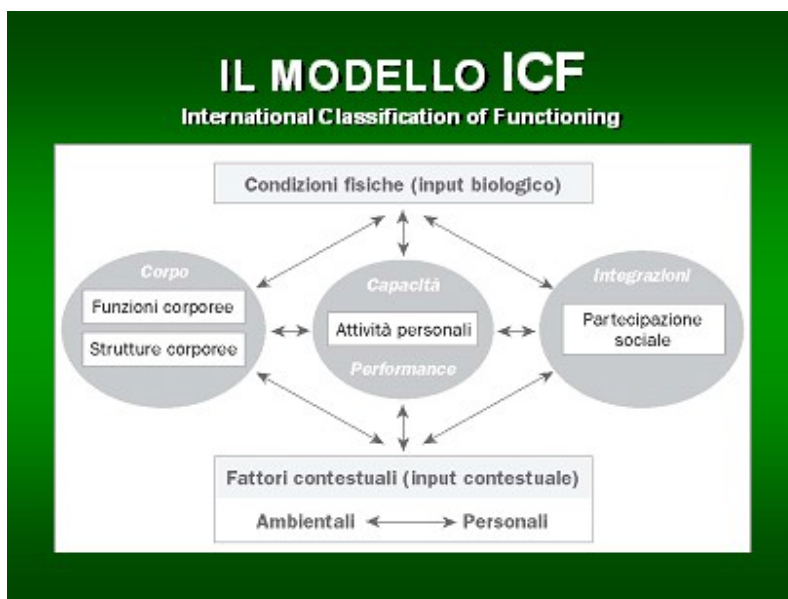 IL MODELLO ICF
International Classification of Functioning
Condizioni fisiche (input biologico)
Corpo
Funzioni corporee
Strutture corporee
Capacità
Attività personali
Performance
Integrazioni
Partecipazione
sociale
Fattori contestuali (input contestuale)
Ambientali
Personali